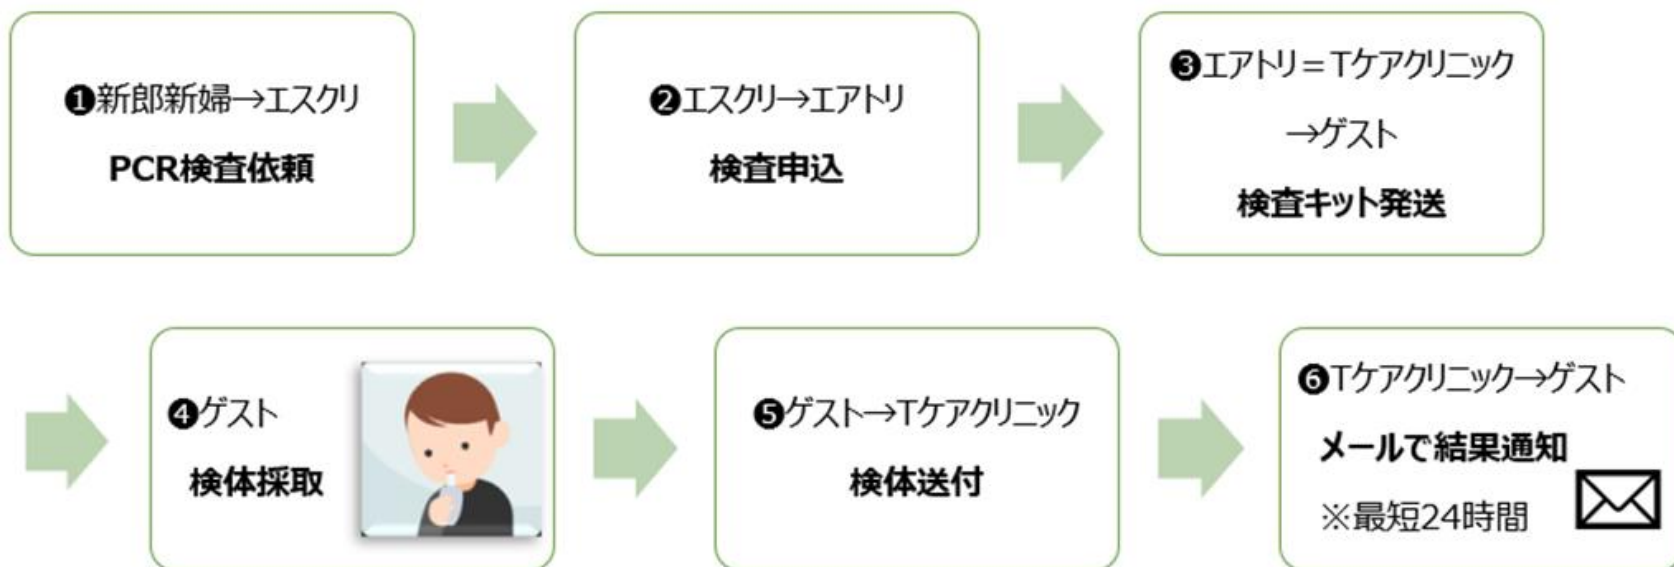 ❶新郎新婦→エスクリ
PCR検査依頼
❷エスクリ→エアトリ
検査申込
❸エアトリ＝Tケアクリニック
→ゲスト
検査キット発送
❹ゲスト
検体採取
❺ゲスト→Tケアクリニック
検体送付
❻Tケアクリニック→ゲスト
メールで結果通知
※最短24時間